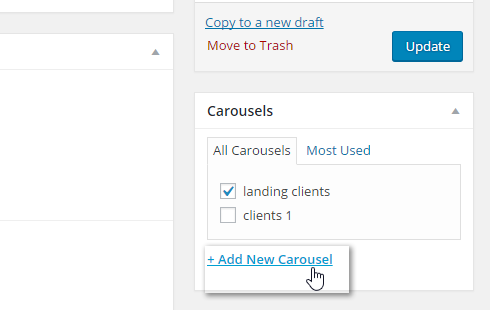 Copy to a new draft
Move to Trash
Update
Carousels
All Carousels Most Used
landing clients
clients 1
+ Add New Carousel